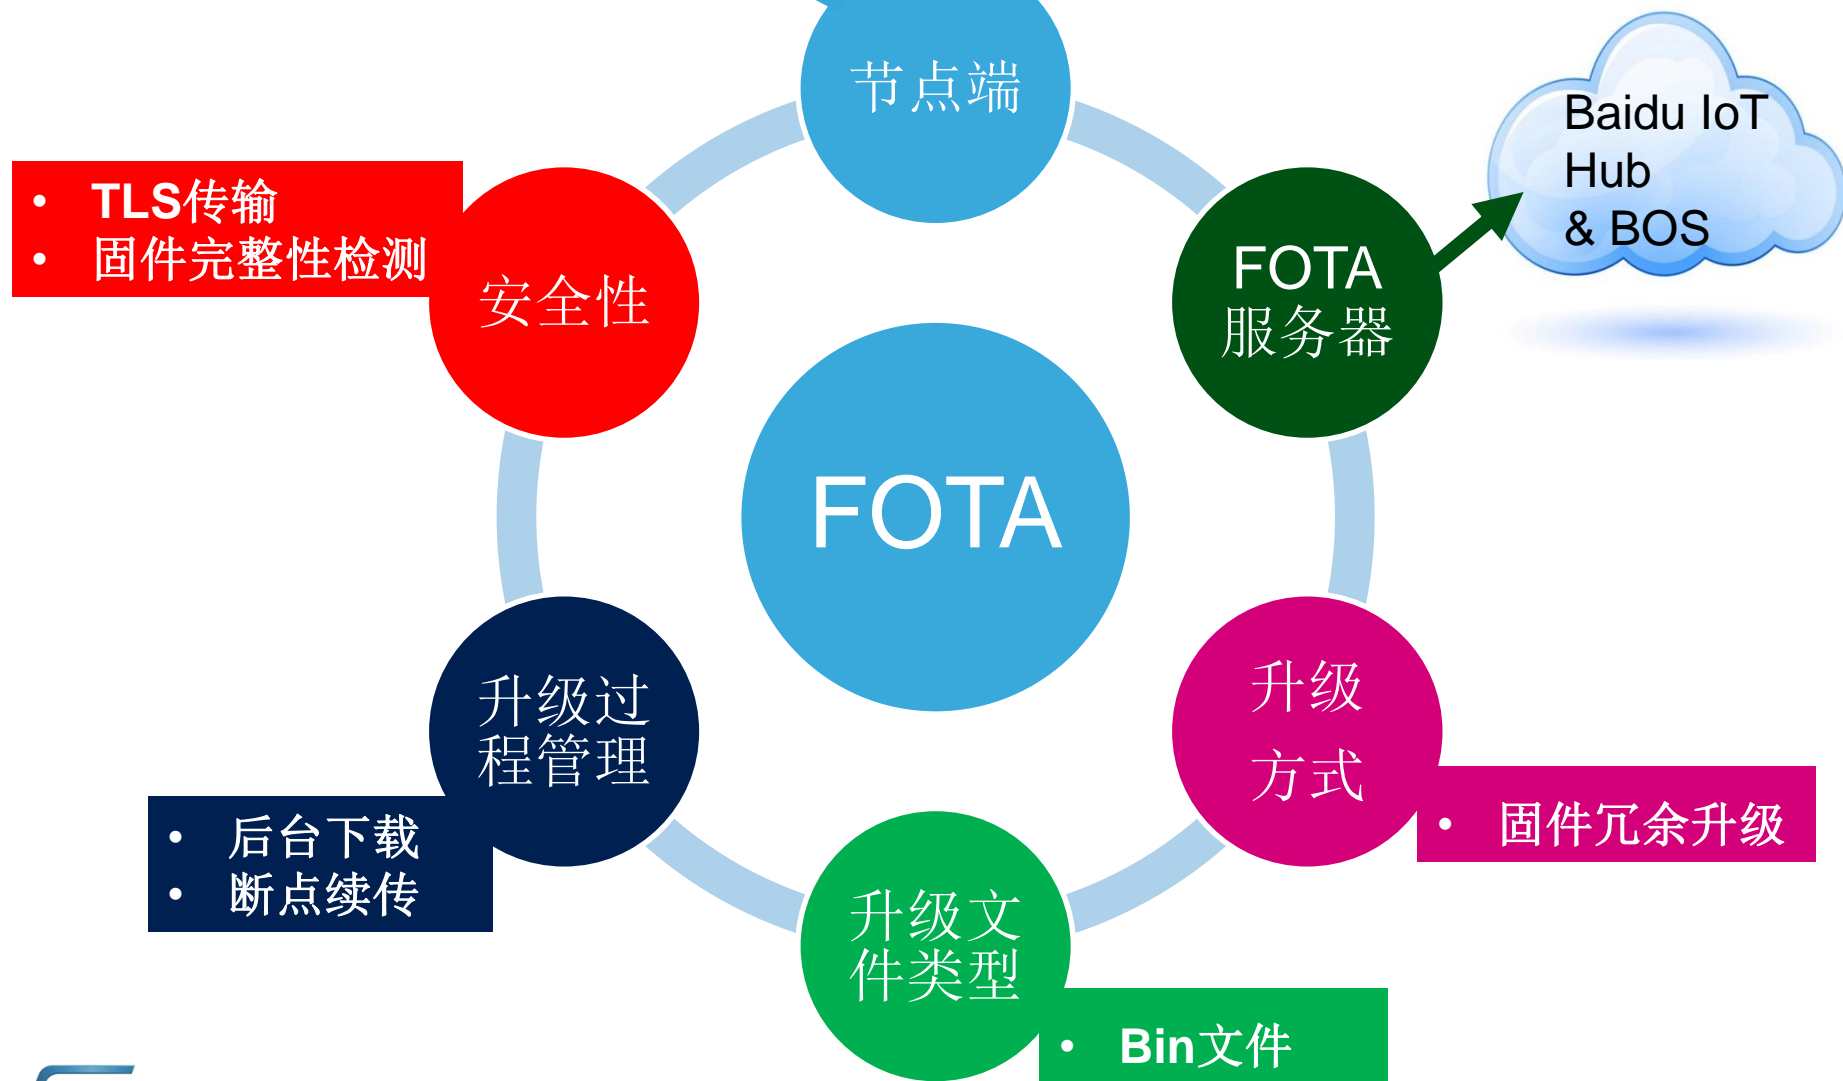 节点端
Baidu IoT
Hub
& BOS
• TLS传输
• 固件完整性检测
安全性
FOTA
服务器
FOTA
升级过
程管理
• 后台下载
• 断点续传
升级
方式
• 固件冗余升级
升级文
件类型
• Bin文件